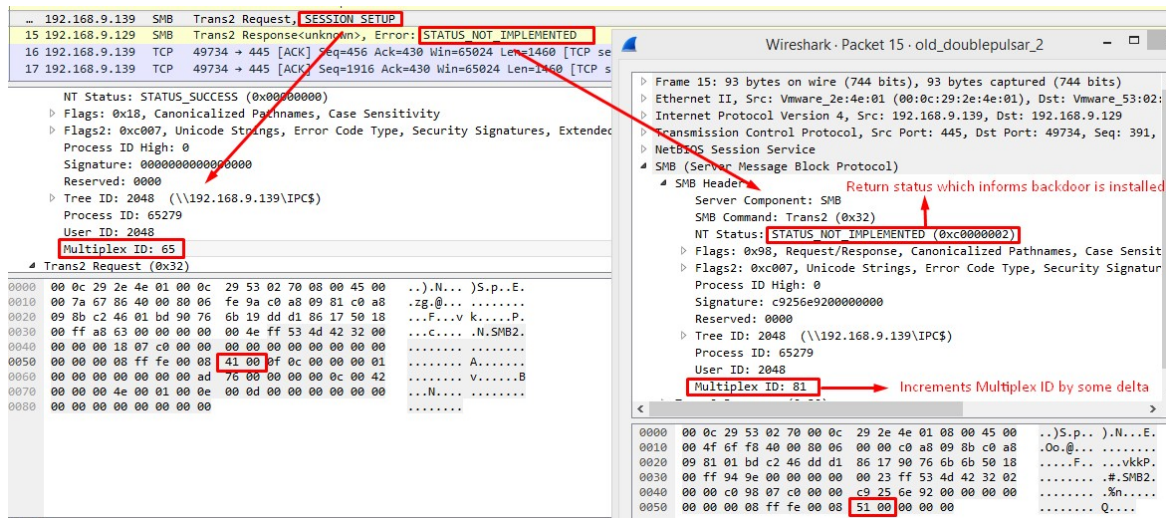 … 192.168.9.139 SMB Trans2 Request, SESSION_SETUP
15 192.168.9.129 SMB Trans2 Response<unknown>, Error: STATUS_NOT_IMPLEMENTED
16 192.168.9.139 TCP 49734 → 445 [ACK] Seq=456 Ack=430 Win=65024 Len=1460 [TCP se
17 192.168.9.139 TCP 49734 → 445 [ACK] Seq=1916 Ack=430 Win=65024 Len=1460 [TCP s
NT Status: STATUS_SUCCESS (0x00000000)
Flags: 0x18, Canonicalized Pathnames, Case Sensitivity
Flags2: 0xc007, Unicode Strings, Error Code Type, Security Signatures, Extended
Process ID High: 0
Signature: 0000000000000000
Reserved: 0000
Tree ID: 2048 (\\192.168.9.139\IPC$)
Process ID: 65279
User ID: 2048
Multiplex ID: 65
Trans2 Request (0x32)
0000 00 0c 29 2e 4e 01 00 0c 29 53 02 70 08 00 45 00 ..).N... )S.p..E.
0010 00 7a 67 86 40 00 80 06 fe 9a c0 a8 09 81 c0 a8 .zg.@... ........
0020 09 8b c2 46 01 bd 90 76 6b 19 dd d1 86 17 50 18 ...F...v k.....P.
0030 00 ff a8 63 00 00 00 00 00 4e ff 53 4d 42 32 00 ...c.... .N.SMB2.
0040 00 00 00 18 07 c0 00 00 00 00 00 00 00 00 00 00 ........ ........
0050 00 00 00 08 ff fe 00 08 41 00 0f 0c 00 00 00 01 ........ A.......
0060 00 00 00 00 00 00 00 ad 76 00 00 00 00 0c 00 42 ........ v......B
0070 00 00 00 4e 00 01 00 0e 00 0d 00 00 00 00 00 00 ...N.... ........
0080 00 00 00 00 00 00 00 00 ........
Wireshark · Packet 15 · old_doublepulsar_2
Frame 15: 93 bytes on wire (744 bits), 93 bytes captured (744 bits)
Ethernet II, Src: Vmware_2e:4e:01 (00:0c:29:2e:4e:01), Dst: Vmware_53:02:
Internet Protocol Version 4, Src: 192.168.9.139, Dst: 192.168.9.129
Transmission Control Protocol, Src Port: 445, Dst Port: 49734, Seq: 391,
NetBIOS Session Service
SMB (Server Message Block Protocol)
SMB Header
Return status which informs backdoor is installed
Server Component: SMB
SMB Command: Trans2 (0x32)
NT Status: STATUS_NOT_IMPLEMENTED (0xc0000002)
Flags: 0x98, Request/Response, Canonicalized Pathnames, Case Sensit
Flags2: 0xc007, Unicode Strings, Error Code Type, Security Signatur
Process ID High: 0
Signature: c9256e9200000000
Reserved: 0000
Tree ID: 2048 (\\192.168.9.139\IPC$)
Process ID: 65279
User ID: 2048
Multiplex ID: 81
Increments Multiplex ID by some delta
0000 00 0c 29 53 02 70 00 0c 29 2e 4e 01 08 00 45 00 ..)S.p.. ).N...E.
0010 00 4f 6f f8 40 00 80 06 00 00 c0 a8 09 8b c0 a8 .Oo.@... ........
0020 09 81 01 bd c2 46 dd d1 86 17 90 76 6b 6b 50 18 .....F.. ...vkkP.
0030 00 ff 94 9e 00 00 00 00 00 23 ff 53 4d 42 32 02 ........ .#.SMB2.
0040 00 00 c0 98 07 c0 00 00 c9 25 6e 92 00 00 00 00 ........ .%n.....
0050 00 00 00 08 ff fe 00 08 51 00 00 00 00 ........ Q....